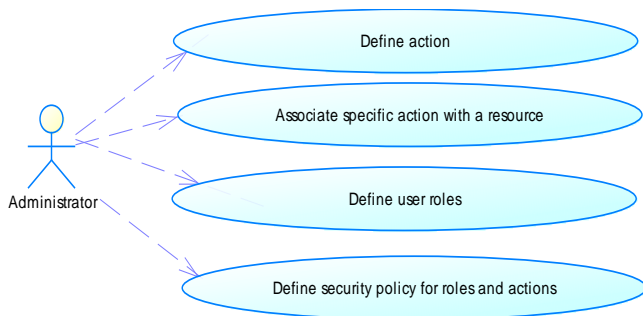 Define action
Associate specific action with a resource
Administrator
Define user roles
Define security policy for roles and actions